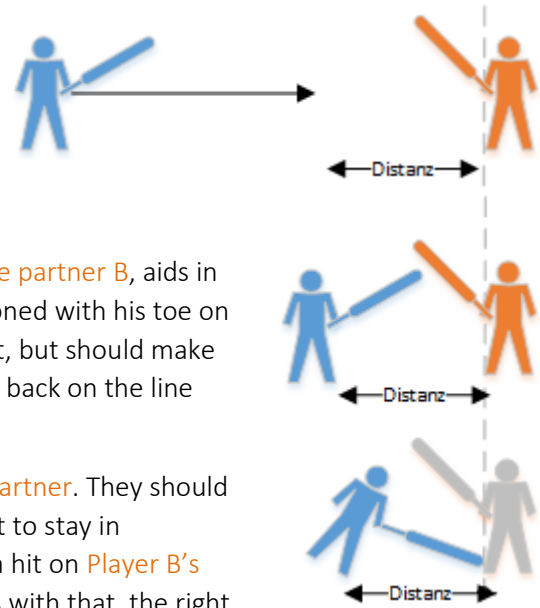 Distanz
e partner B, aids in
oned with his toe on
t, but should make
back on the line
Distanz
artner. They should
t to stay in
hit on Player B's
with that, the right
Distanz